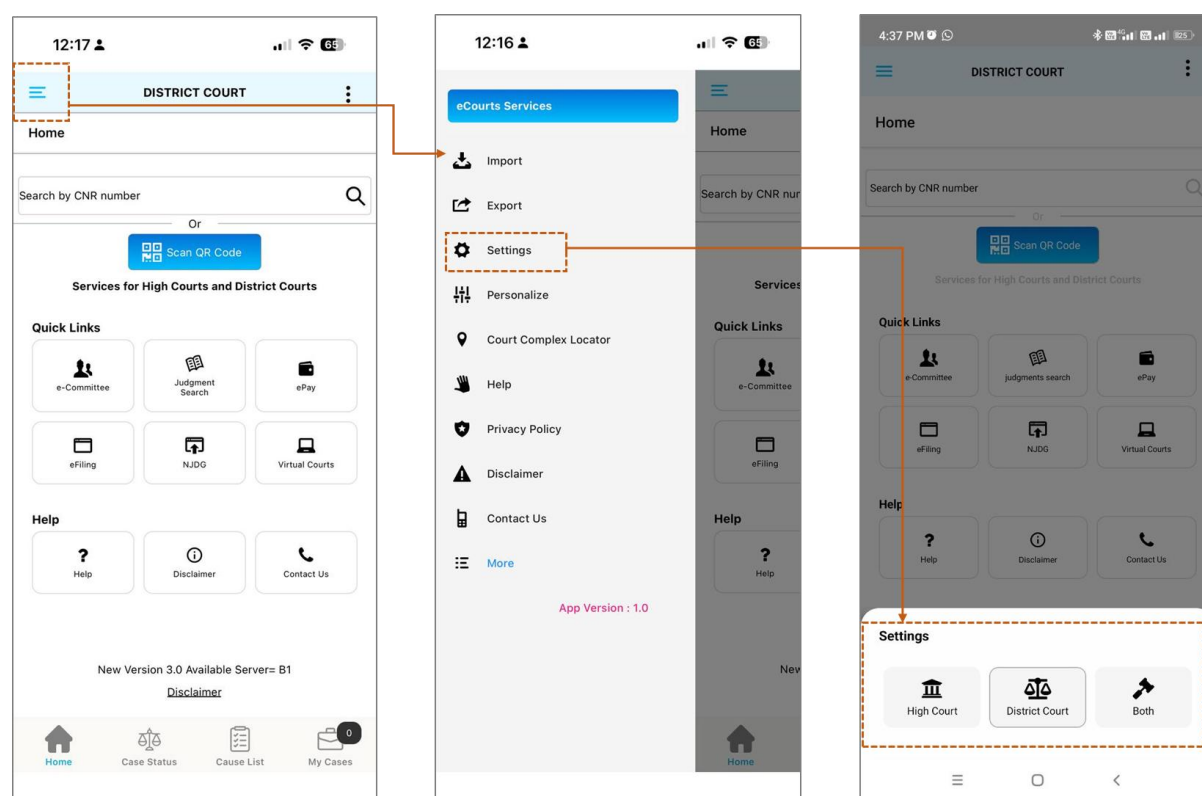 12:17
65
DISTRICT COURT
Home
Search by CNR number
Or
Scan QR Code
Services for High Courts and District Courts
Quick Links
e-Committee
Judgment
Search
ePay
eFiling
NJDG
Virtual Courts
Help
?
Help
Disclaimer
Contact Us
New Version 3.0 Available Server= B1
Disclaimer
0
Home
Case Status
Cause List
My Cases
12:16
65
eCourts Services
Import
Export
Settings
Personalize
Court Complex Locator
Help
Privacy Policy
Disclaimer
Contact Us
More
App Version : 1.0
Home
Search by CNR nur
Services
Quick Links
e-Committee
eFiling
Help
?
Help
New
Home
4:37 PM
DISTRICT COURT
Home
Search by CNR number
Or
Scan QR Code
Services for High Courts and District Courts
Quick Links
e-Committee
judgments search
ePay
eFiling
NJDG
Virtual Courts
Help
?
Help
Disclaimer
Contact Us
Settings
High Court
District Court
Both